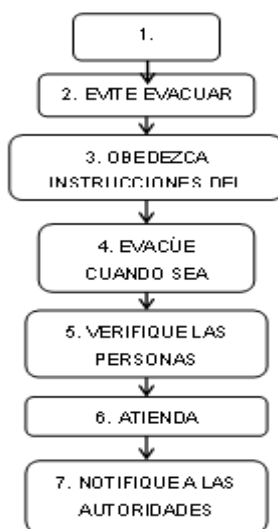 1.
2. EVITE EVACUAR
3. OBEDEZCA
INSTRUCCIONES DEL
4. EVACÙE
CUANDO SEA
5. VERIFIQUE LAS
PERSONAS
6. ATIENDA
7. NOTIFIQUE A LAS
AUTORIDADES